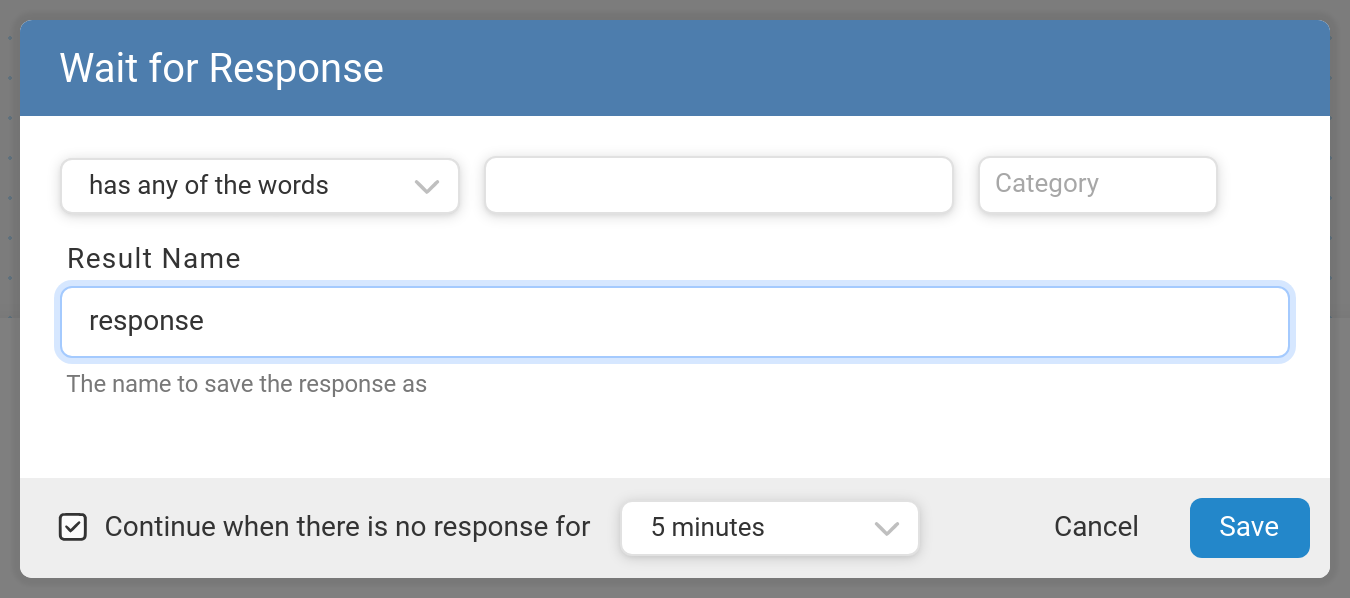 Wait for Response
has any of the words
Category
Result Name
response
The name to save the response as
Continue when there is no response for 5 minutes Cancel Save